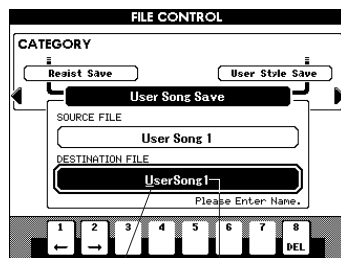 FILE CONTROL
CATEGORY
Regist Save
User Style Save
User Song Save
SOURCE FILE
User Song 1
DESTINATION FILE
UserSong1
Please Enter Name.
1 2 3 4 5 6 7 8
← → DEL